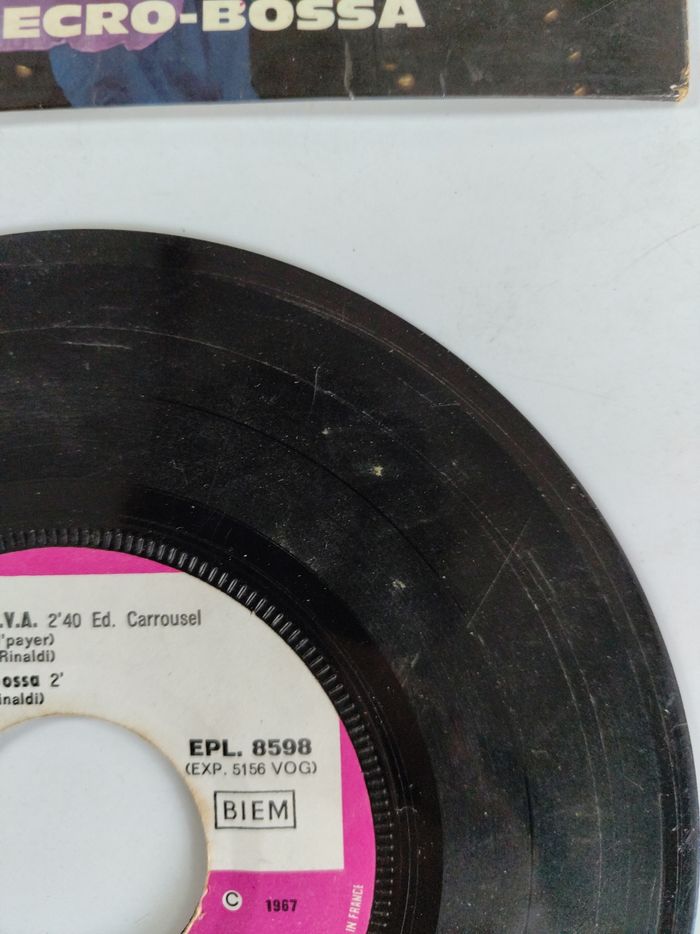 ECRO-BOSSA
.V.A. 2'40 Ed. Carrousel
'payer)
Rinaldi)
ossa 2'
inaldi)
EPL. 8598
(EXP. 5156 VOG)
BIEM
© 1967
IN FRANCE